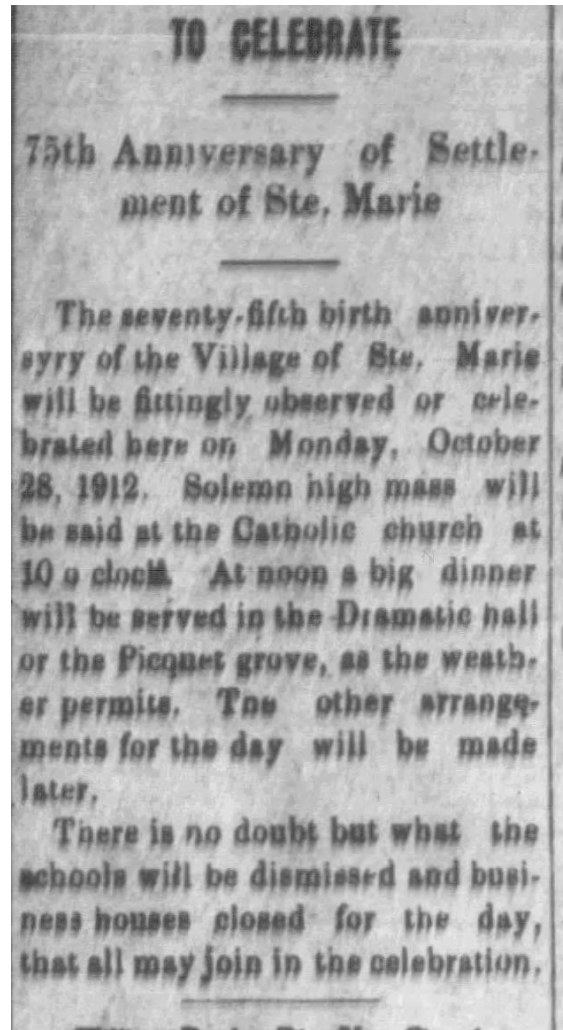 TO CELEBRATE
75th Anniversary of Settle-
ment of Ste. Marie
The seventy-fifth birth anniver-
syry of the Village of Ste. Marie
will be fittingly observed or cele-
brated here on Monday, October
28, 1912. Solemn high mass will
be said at the Catholic church at
10 o clock. At noon a big dinner
will be served in the Dramatic hall
or the Picquet grove, as the weath-
er permits. Tne other arrange-
ments for the day will be made
later.
There is no doubt but what the
schools will be dismissed and busi-
ness houses closed for the day,
that all may join in the celebration.